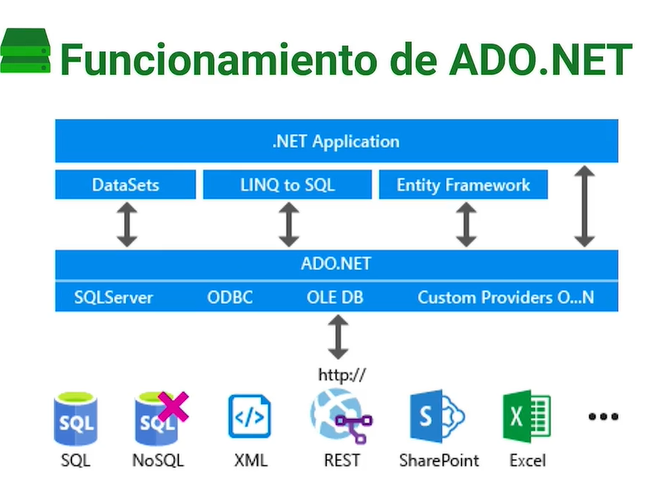 Funcionamiento de ADO.NET
.NET Application
DataSets LINQ to SQL Entity Framework
ADO.NET
SQLServer ODBC OLE DB Custom Providers O...N
http://
SQL SQL S X
SQL NoSQL XML REST SharePoint Excel